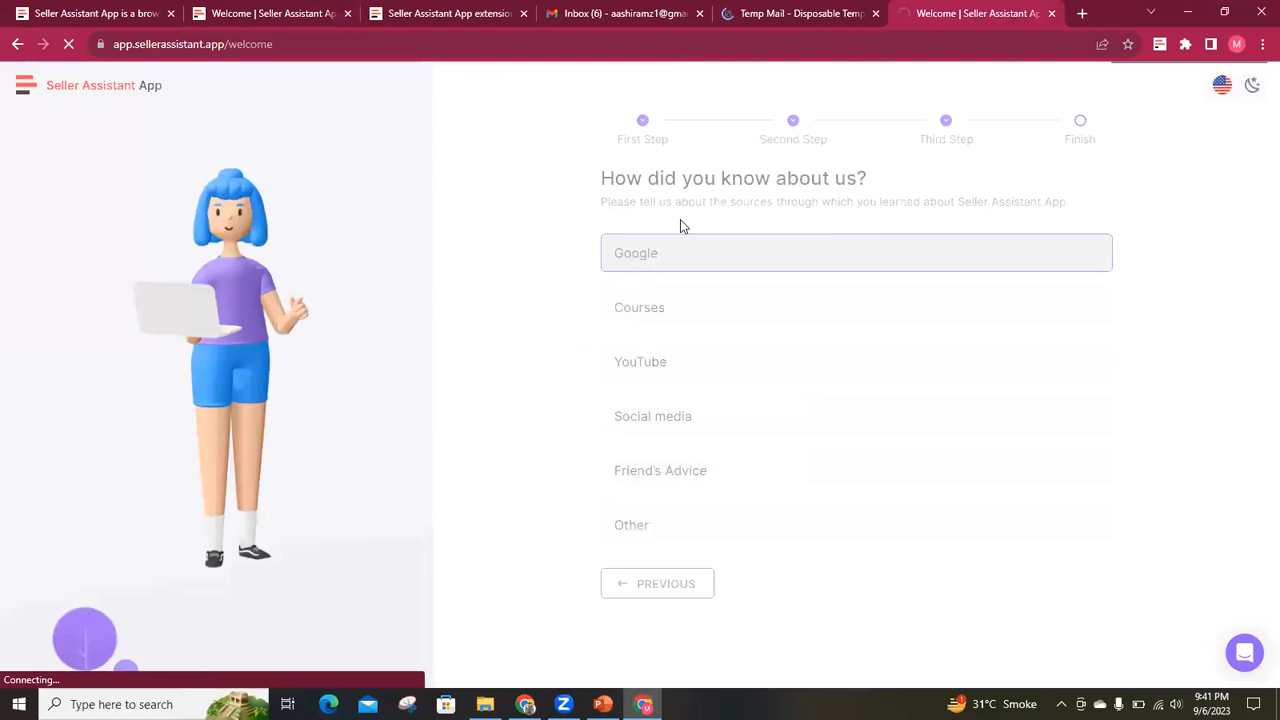 Seller Assistant App is a brow
Welcome | Seller Assistant App
Seller Assistant App extension
Inbox (6) - aashiramz1@gmai
Temp Mail - Disposable Temp
Welcome | Seller Assistant App
app.sellerassistant.app/welcome
M
Seller Assistant App
First Step
Second Step
Third Step
Finish
How did you know about us?
Please tell us about the sources through which you learned about Seller Assistant App.
Google
Courses
YouTube
Social media
Friend's Advice
Other
← PREVIOUS
Connecting...
Type here to search
31°C Smoke
9:41 PM
9/6/2023